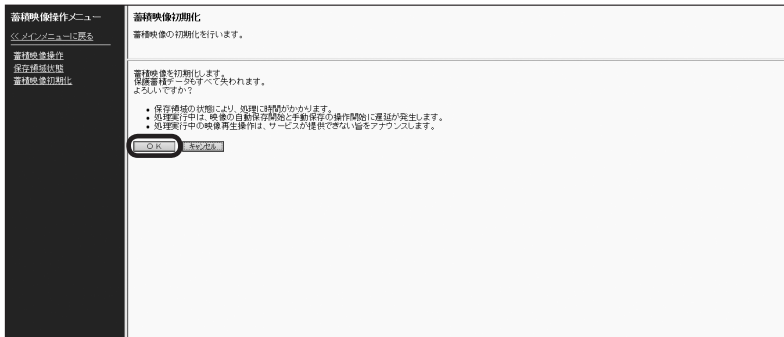 蓄積映像操作メニュー
<<メインメニューに戻る
蓄積映像操作
保存領域状態
蓄積映像初期化
蓄積映像初期化
蓄積映像の初期化を行います。
蓄積映像を初期化します。
保護蓄積データもすべて失われます。
よろしいですか？
• 保存領域の状態により、処理に時間がかかります。
• 処理実行中は、映像の自動保存開始と手動保存の操作開始に遅延が発生します。
• 処理実行中の映像再生操作は、サービスが提供できない旨をアナウンスします。
ＯＫ キャンセル